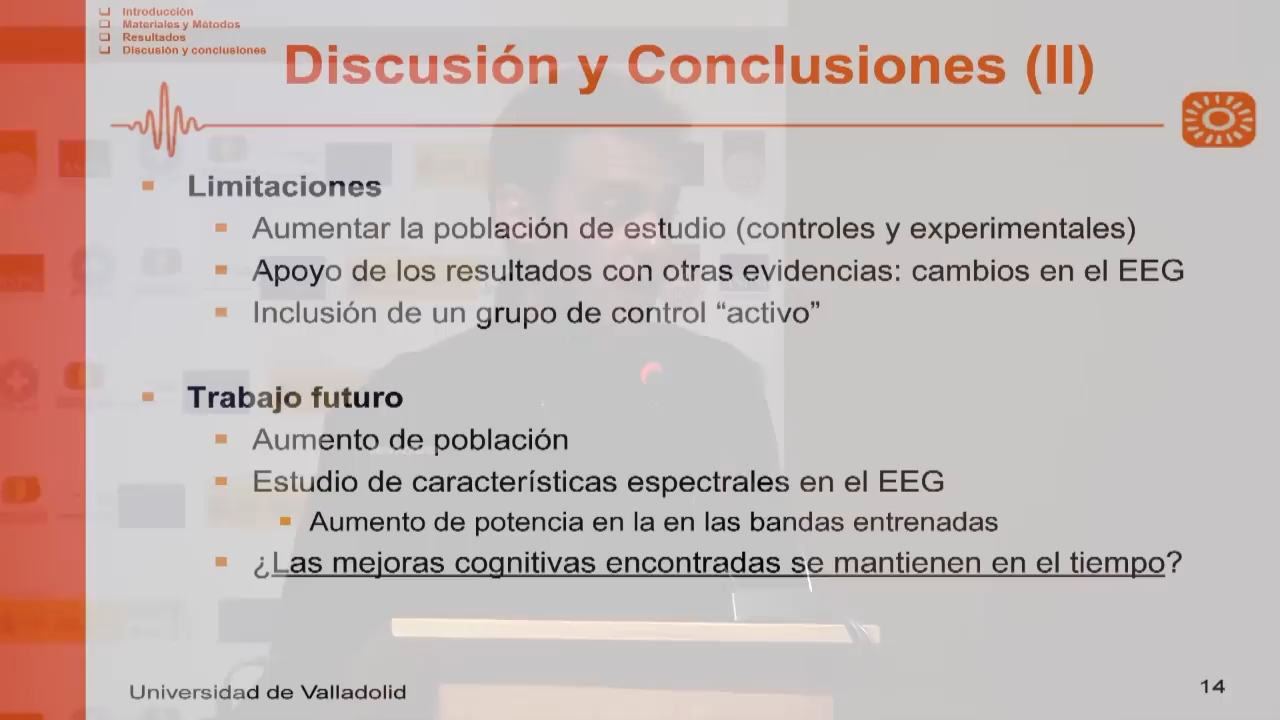 Introducción
Materiales y Métodos
Resultados
Discusión y conclusiones
Discusión y Conclusiones (II)
Limitaciones
Aumentar la población de estudio (controles y experimentales)
Apoyo de los resultados con otras evidencias: cambios en el EEG
Inclusión de un grupo de control “activo”
Trabajo futuro
Aumento de población
Estudio de características espectrales en el EEG
Aumento de potencia en la en las bandas entrenadas
¿Las mejoras cognitivas encontradas se mantienen en el tiempo?
Universidad de Valladolid
14